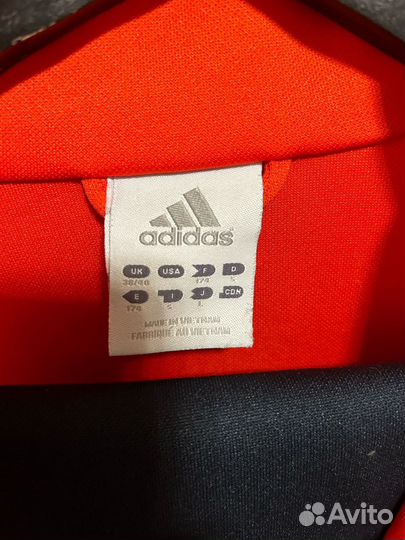 adidas
UK USA F D
38/40 174 S
E I J CDN
174 S L
MADE IN VIETNAM
FABRIQUÉ AU VIETNAM
Avito